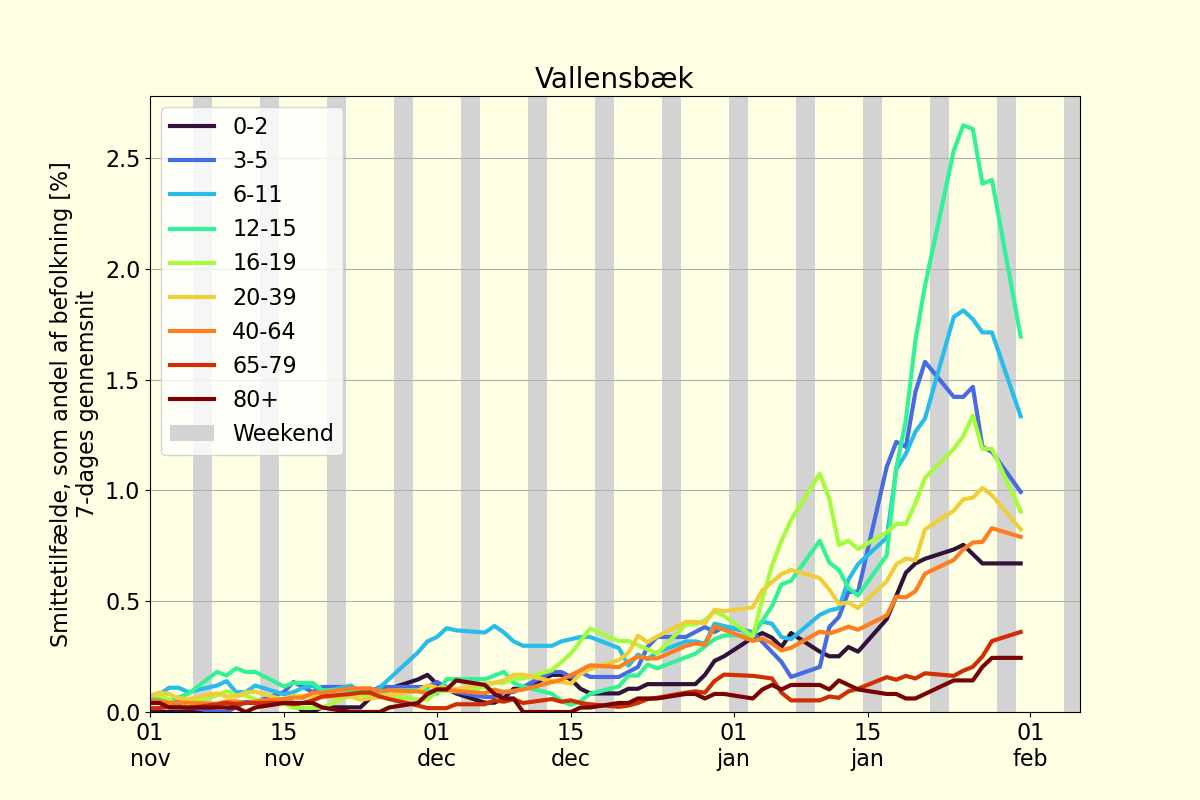 Vallensbæk
Smittetilfælde, som andel af befolkning [%]
7-dages gennemsnit
2.5
2.0
1.5
1.0
0.5
0.0
0-2
3-5
6-11
12-15
16-19
20-39
40-64
65-79
80+
Weekend
01 15 01 15 01 15 01
nov nov dec dec jan jan feb